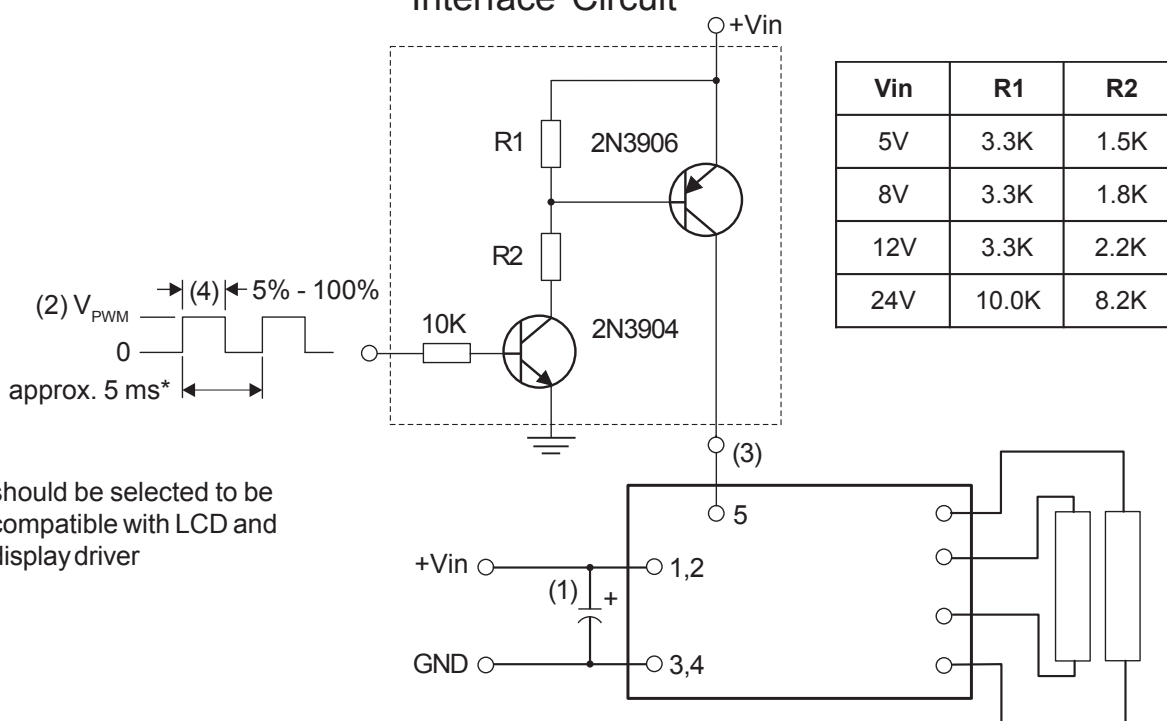 Interface Circuit
+Vin
R1
2N3906
R2
(2) VPWM
(4)
5% - 100%
0
approx. 5 ms*
10K
2N3904
(3)
Vin R1 R2
5V 3.3K 1.5K
8V 3.3K 1.8K
12V 3.3K 2.2K
24V 10.0K 8.2K
should be selected to be
compatible with LCD and
display driver
5
+Vin
1,2
(1)
+
GND
3,4